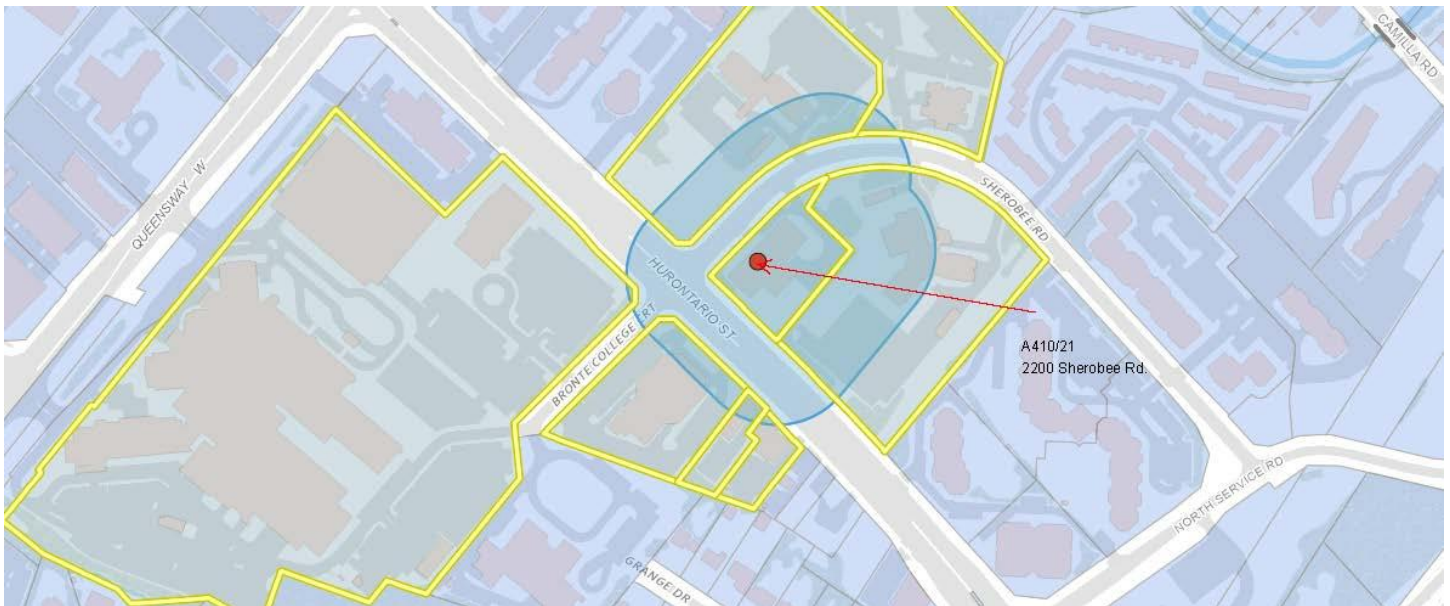 CAMILLA RD
QUEENSWAY W
SHEROBEE RD
HURONTARIO ST
BRONTE COLLEGE CRT
A410/21
2200 Sherobee Rd.
NORTH SERVICE RD
GRANGE DR